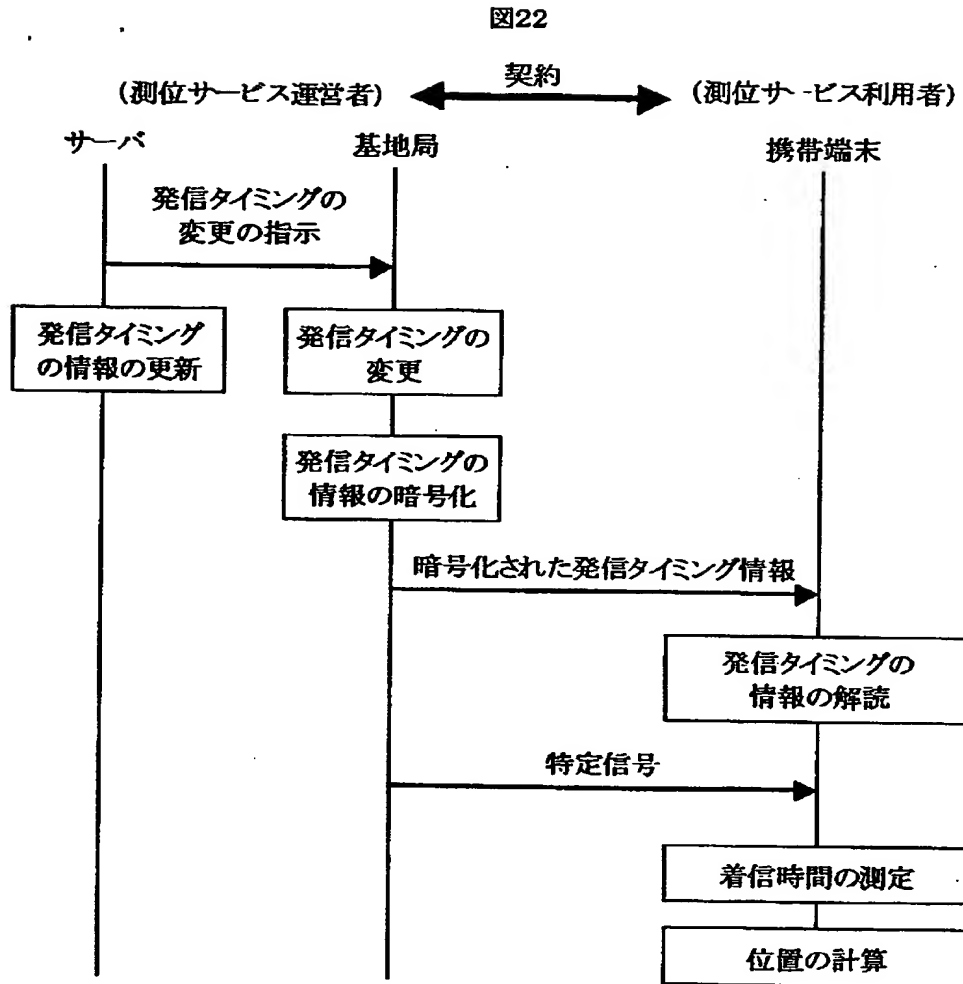 図22
契約
(測位サービス運営者)
(測位サービス利用者)
サーバ
基地局
携帯端末
発信タイミングの
変更の指示
発信タイミング
の情報の更新
発信タイミングの
変更
発信タイミングの
情報の暗号化
暗号化された発信タイミング情報
発信タイミングの
情報の解読
特定信号
着信時間の測定
位置の計算